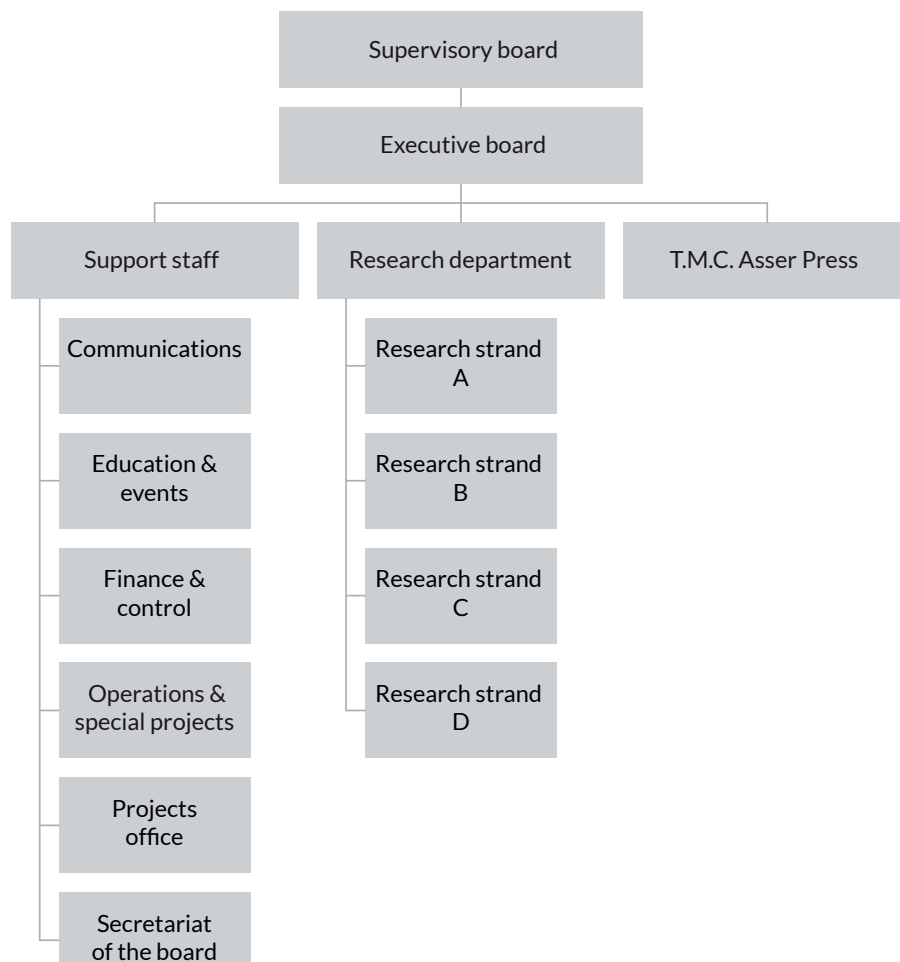 Supervisory board
Executive board
Support staff
Research department
T.M.C. Asser Press
Communications
Education &
events
Finance &
control
Operations &
special projects
Projects
office
Secretariat
of the board
Research strand
A
Research strand
B
Research strand
C
Research strand
D